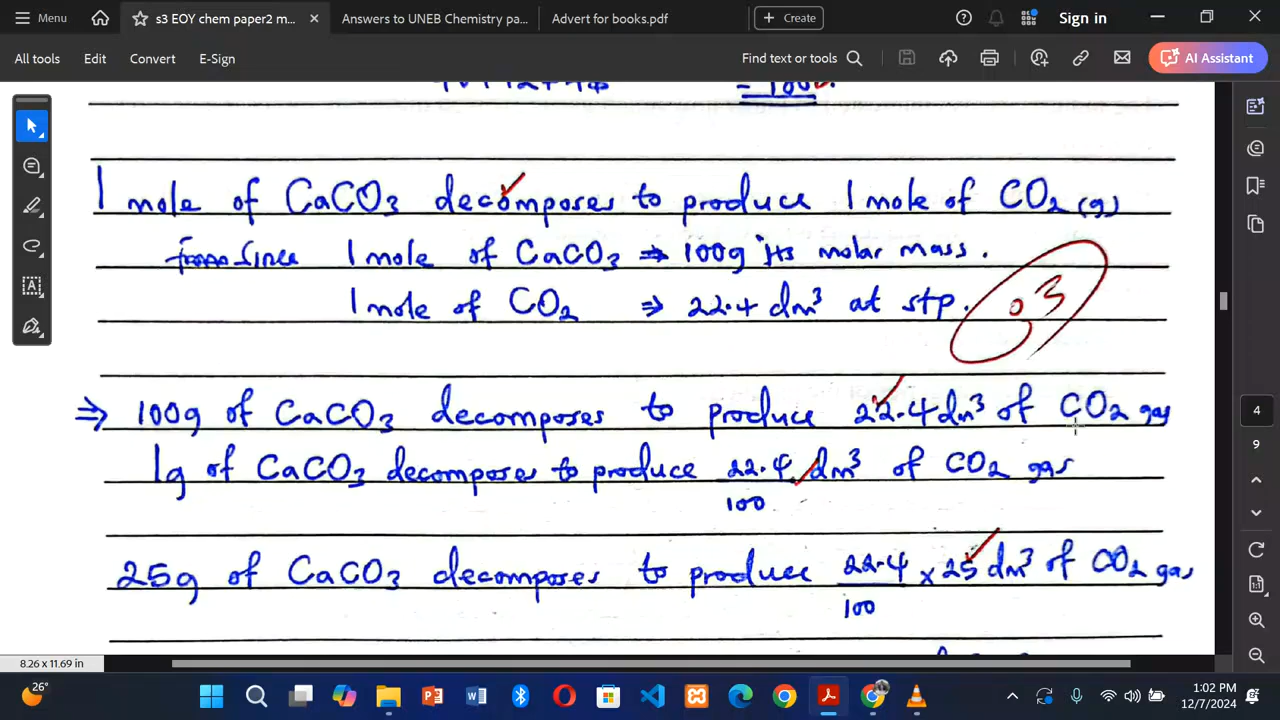 Menu
s3 EOY chem paper2 m...
Answers to UNEB Chemistry pa...
Advert for books.pdf
Create
Sign in
All tools
Edit
Convert
E-Sign
Find text or tools
AI Assistant
= 100
1 mole of CaCO3 decomposes to produce 1 mole of CO2 (g)
Since 1 mole of CaCO3 ⇒ 100g its molar mass.
1 mole of CO2 ⇒ 22.4 dm³ at stp.
03
⇒ 100g of CaCO3 decomposes to produce 22.4 dm³ of CO2 gas
1g of CaCO3 decomposes to produce 22.4 dm³ of CO2 gas
100
25g of CaCO3 decomposes to produce 22.4 x 25 dm³ of CO2 gas
100
4
9
8.26 x 11.69 in
26°
1:02 PM
12/7/2024